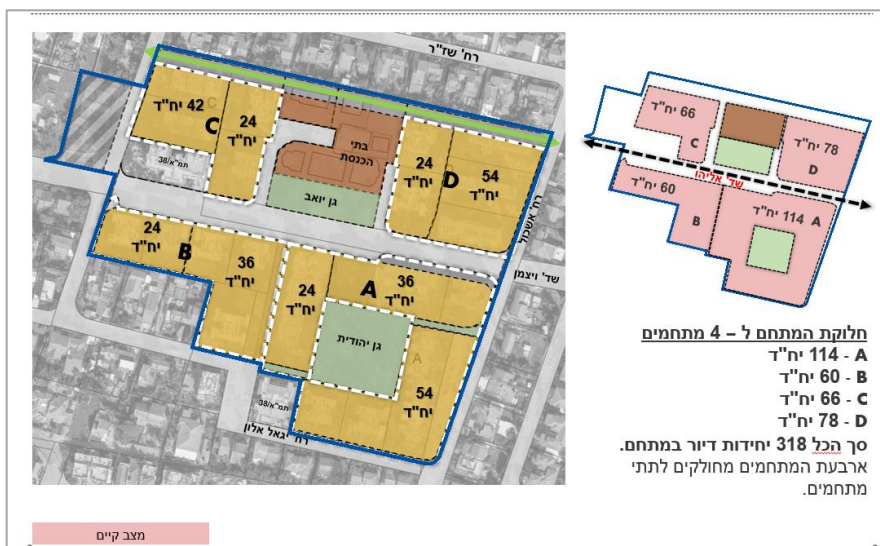 רח' שז"ר
42 יח"ד
C
24
יח"ד
בתי
הכנסת
24
יח"ד
D
54
יח"ד
תמ"א/38
גן יואב
רח' אשכול
24
יח"ד
B
36
יח"ד
שד' ויצמן
A
36
יח"ד
24
יח"ד
גן יהודית
54
יח"ד
תמ"א/38
רח' יגאל אלון
66 יח"ד
C
78 יח"ד
D
שד אליהו
60 יח"ד
B
114 יח"ד
A
חלוקת המתחם ל – 4 מתחמים
A - 114 יח"ד
B - 60 יח"ד
C - 66 יח"ד
D - 78 יח"ד
סך הכל 318 יחידות דיור במתחם.
ארבעת המתחמים מחולקים לתתי
מתחמים.
מצב קיים